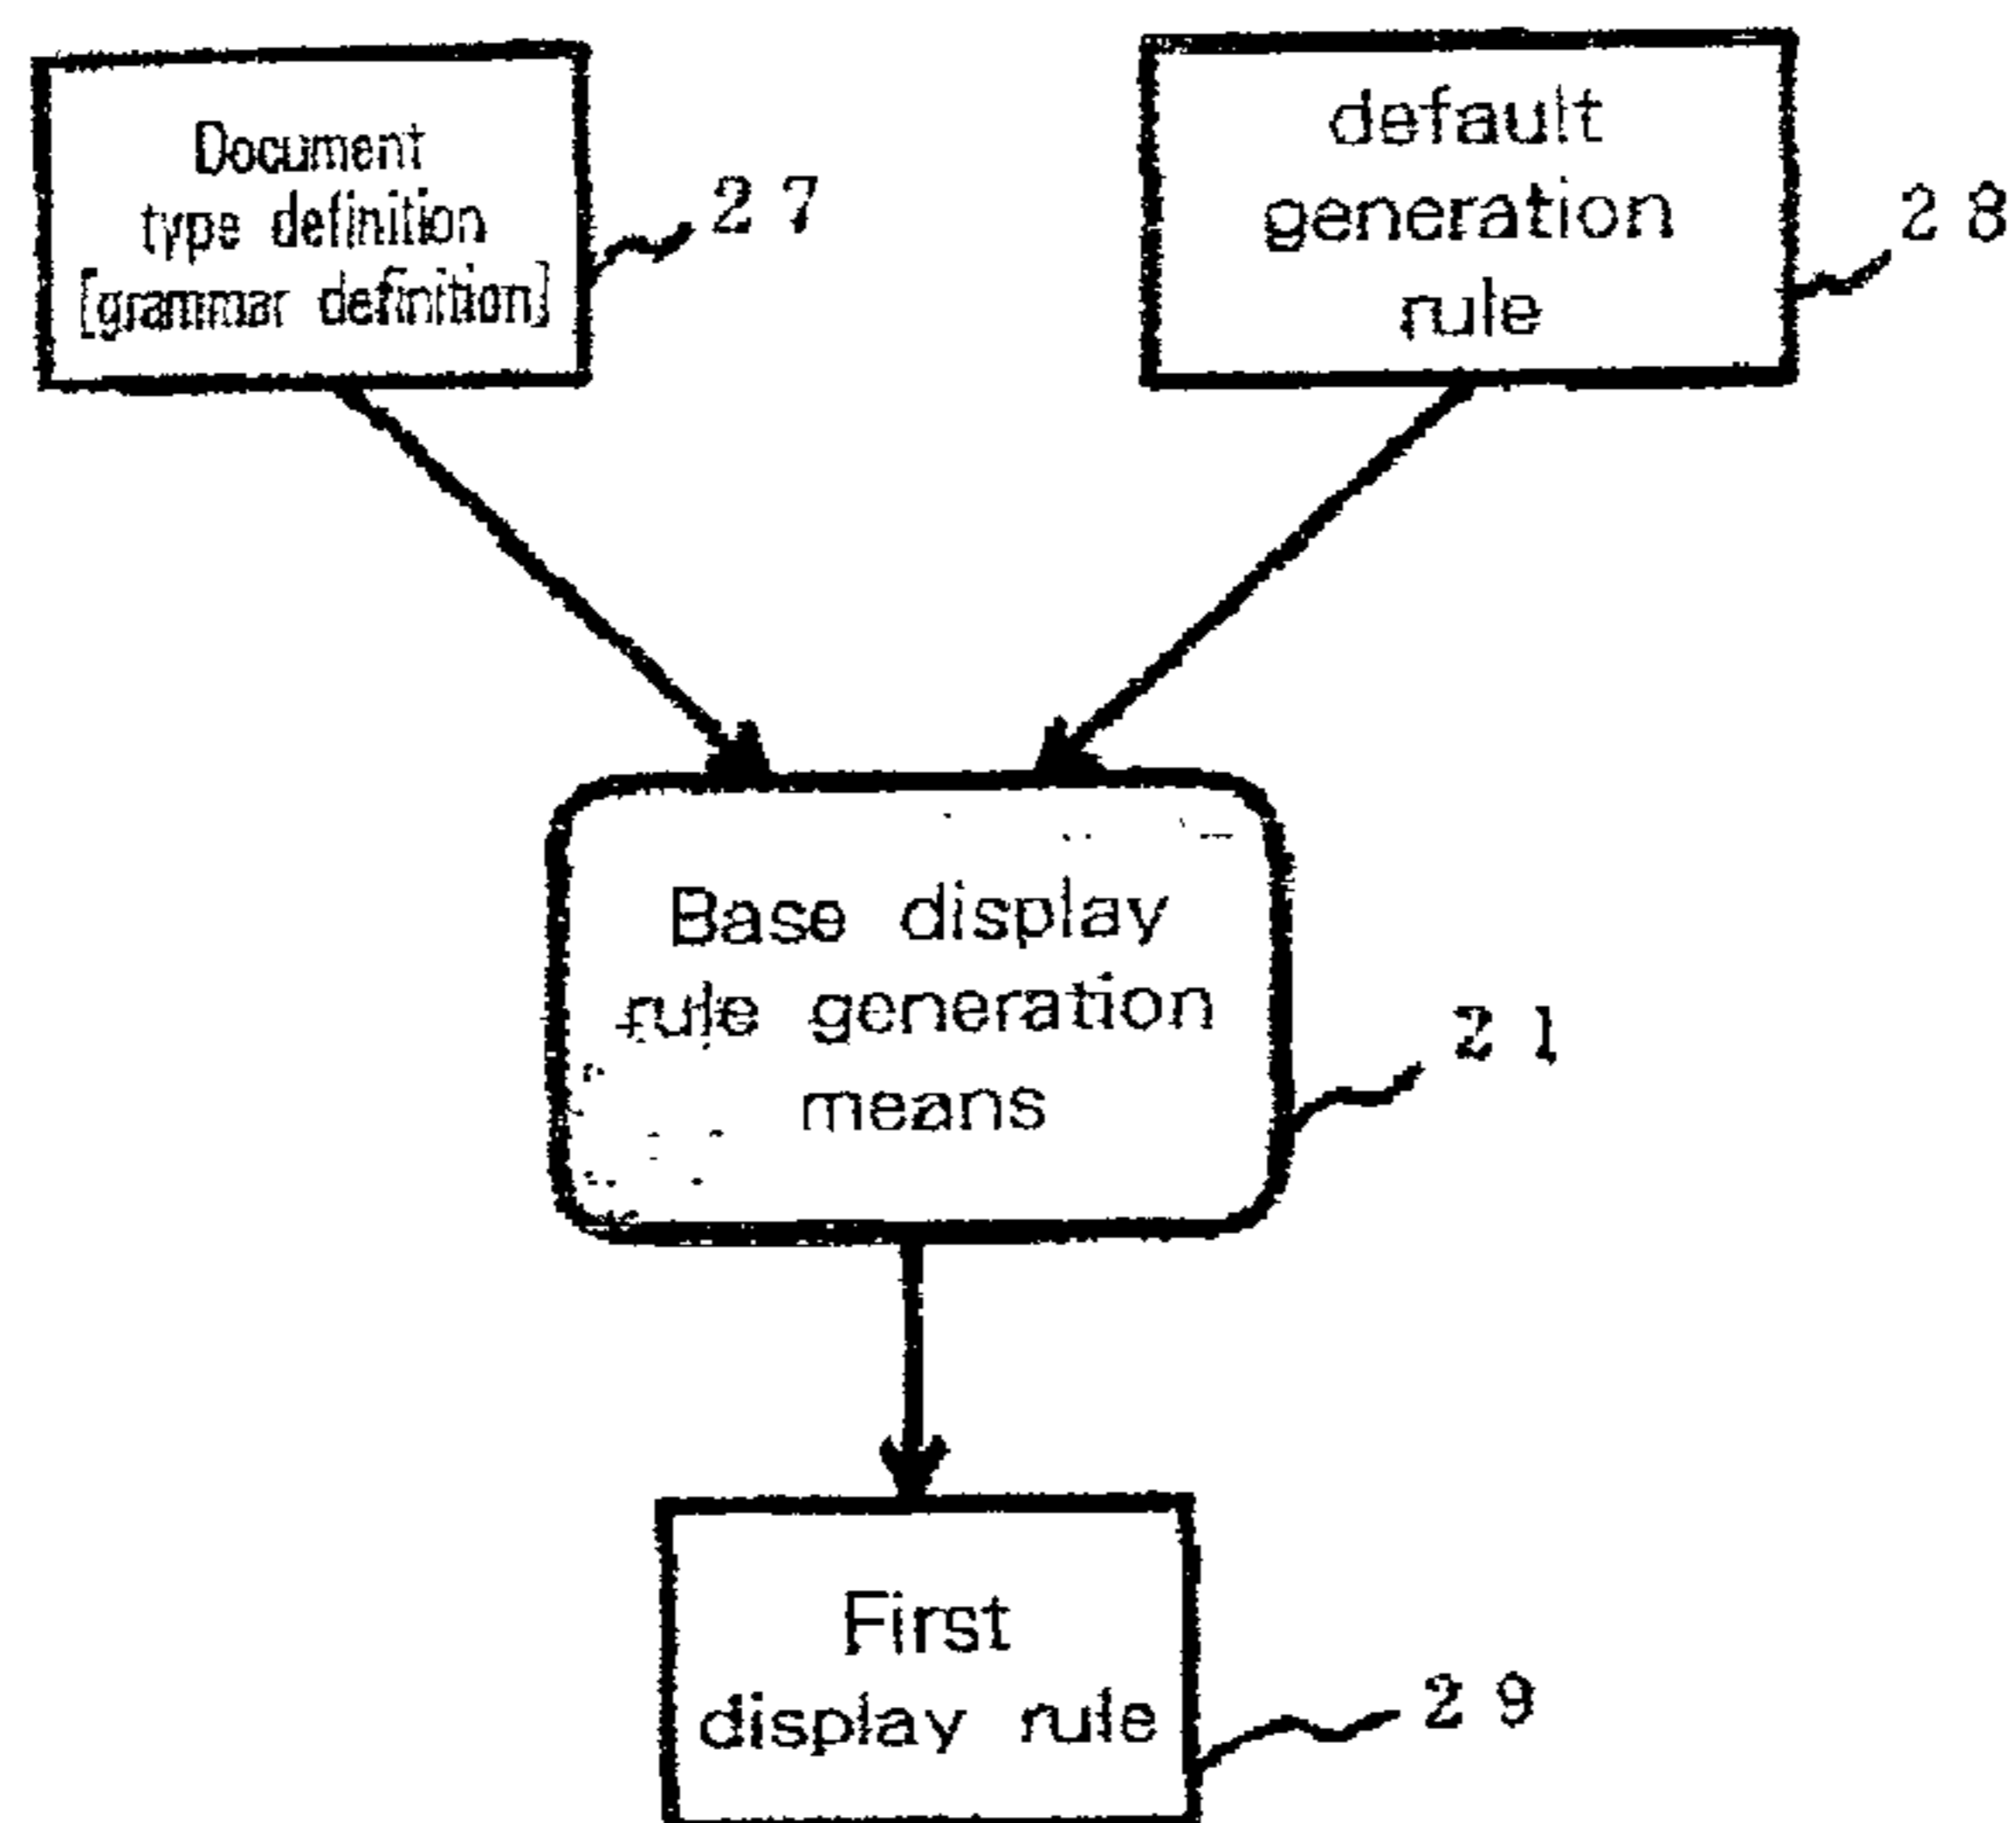 Document
type definition
[grammar definition]
27
default
generation
rule
28
Base display
rule generation
means
21
First
display rule
29